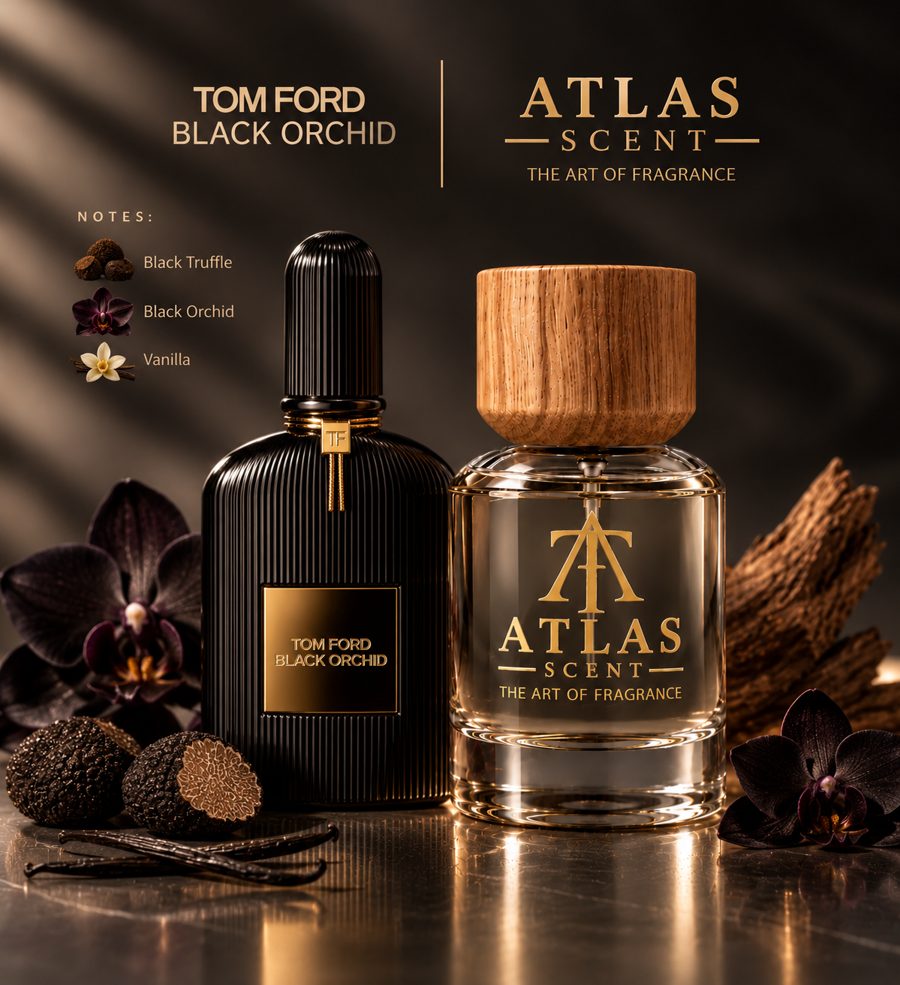 TOM FORD
BLACK ORCHID
ATLAS
SCENT
THE ART OF FRAGRANCE
NOTES:
Black Truffle
Black Orchid
Vanilla
TF
TOM FORD
BLACK ORCHID
AT
ATLAS
SCENT
THE ART OF FRAGRANCE